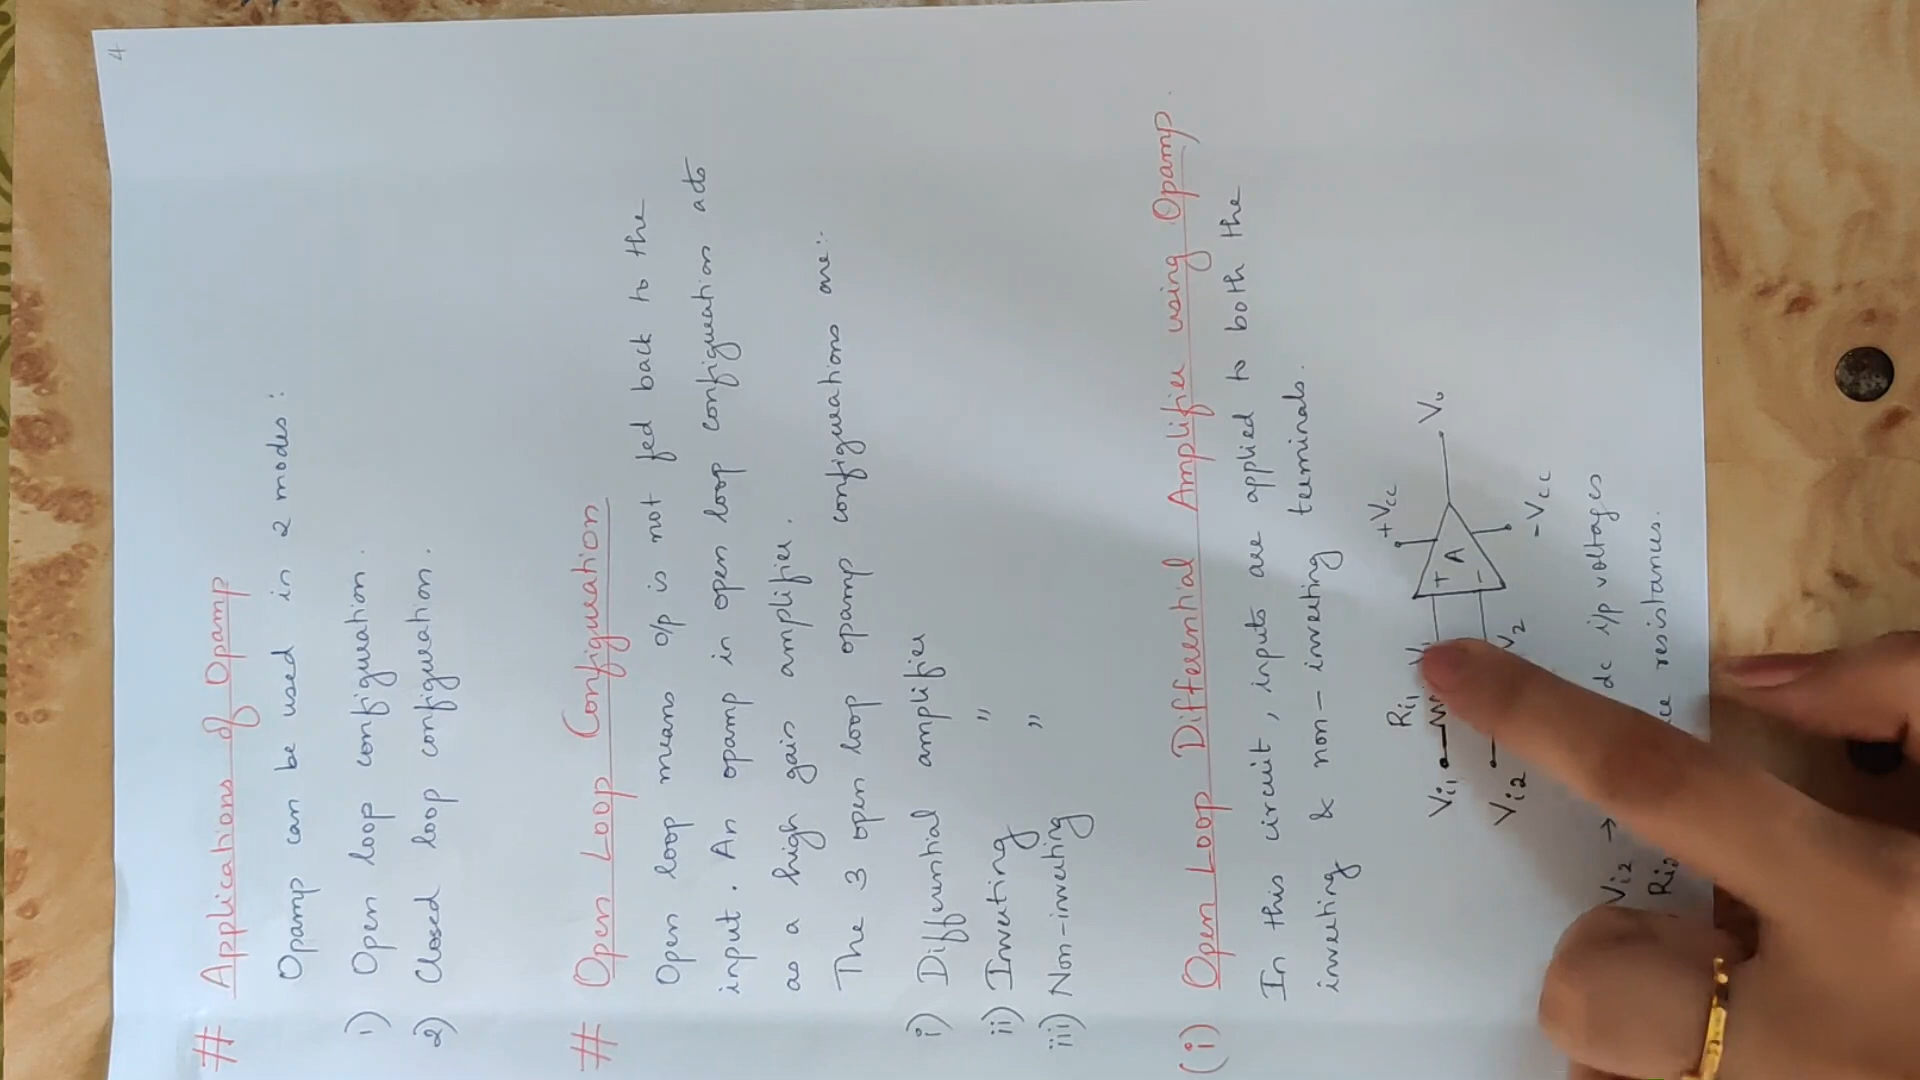 4
# Applications of Opamp
Opamp can be used in 2 modes :
1) Open loop configuration.
2) Closed loop configuration.
# Open Loop Configuration
Open loop means o/p is not fed back to the
input. An opamp in open loop configuration acts
as a high gain amplifier.
The 3 open loop opamp configurations are:-
i) Differential amplifier
ii) Inverting "
iii) Non-inverting "
(i) Open Loop Differential Amplifier using Opamp.
In this circuit, inputs are applied to both the
inverting & non-inverting terminals.
+Vcc
Ri1
Vi1 + A Vo
Vi2 V2 -
-Vcc
Vi2 → dc i/p voltages
resistances.